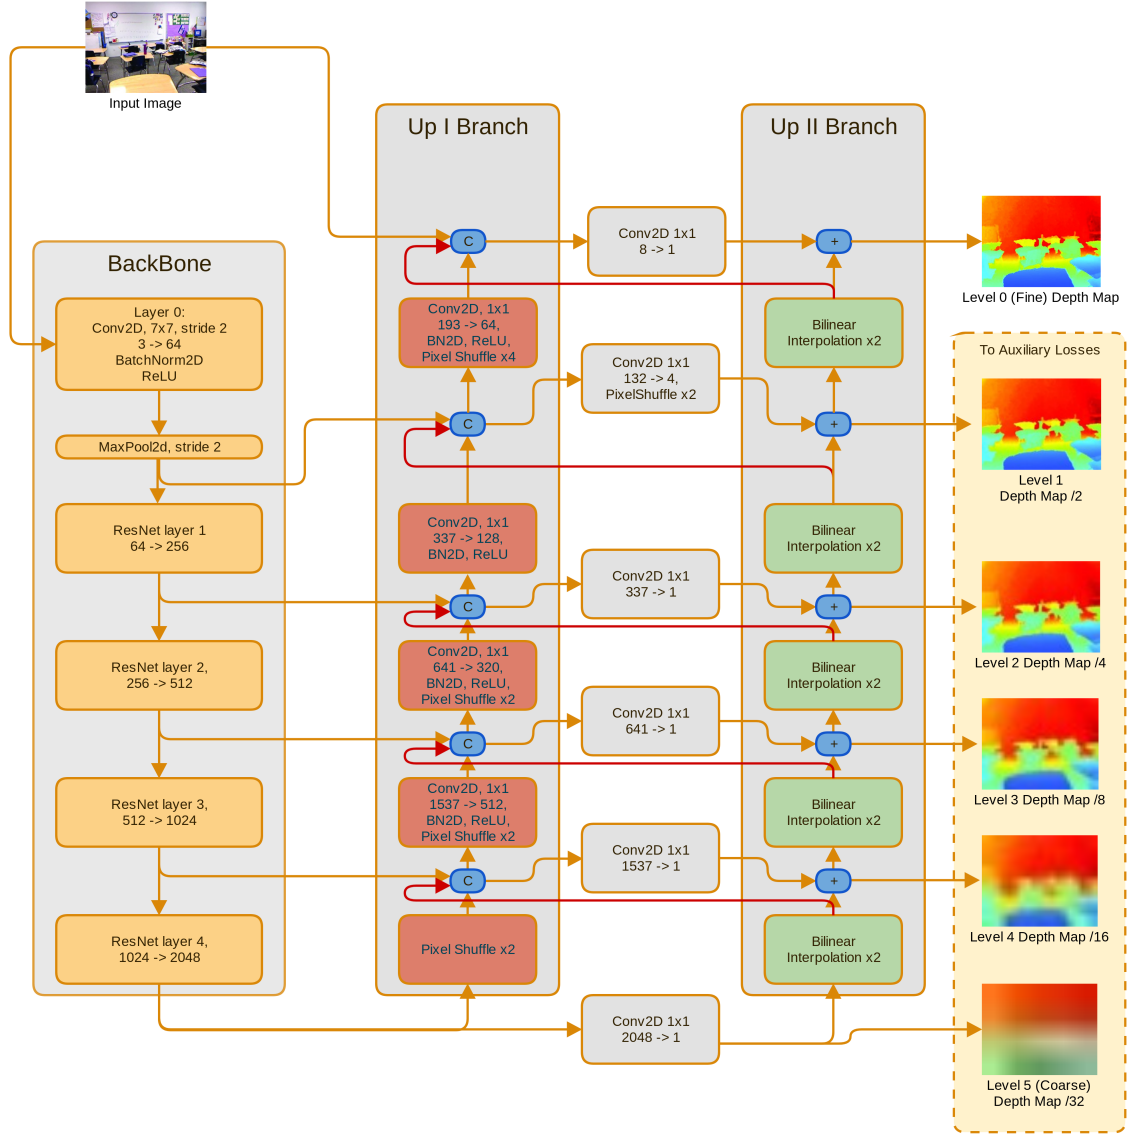 Input Image
Up I Branch
Up II Branch
BackBone
Layer 0:
Conv2D, 7x7, stride 2
3 -> 64
BatchNorm2D
ReLU
MaxPool2d, stride 2
ResNet layer 1
64 -> 256
ResNet layer 2,
256 -> 512
ResNet layer 3,
512 -> 1024
ResNet layer 4,
1024 -> 2048
C
Conv2D, 1x1
193 -> 64,
BN2D, ReLU,
Pixel Shuffle x4
C
Conv2D, 1x1
337 -> 128,
BN2D, ReLU
C
Conv2D, 1x1
641 -> 320,
BN2D, ReLU,
Pixel Shuffle x2
C
Conv2D, 1x1
1537 -> 512,
BN2D, ReLU,
Pixel Shuffle x2
C
Pixel Shuffle x2
Conv2D 1x1
8 -> 1
Conv2D 1x1
132 -> 4,
PixelShuffle x2
Conv2D 1x1
337 -> 1
Conv2D 1x1
641 -> 1
Conv2D 1x1
1537 -> 1
Conv2D 1x1
2048 -> 1
+
Bilinear
Interpolation x2
+
Bilinear
Interpolation x2
+
Bilinear
Interpolation x2
+
Bilinear
Interpolation x2
+
Bilinear
Interpolation x2
Level 0 (Fine) Depth Map
To Auxiliary Losses
Level 1
Depth Map /2
Level 2 Depth Map /4
Level 3 Depth Map /8
Level 4 Depth Map /16
Level 5 (Coarse)
Depth Map /32